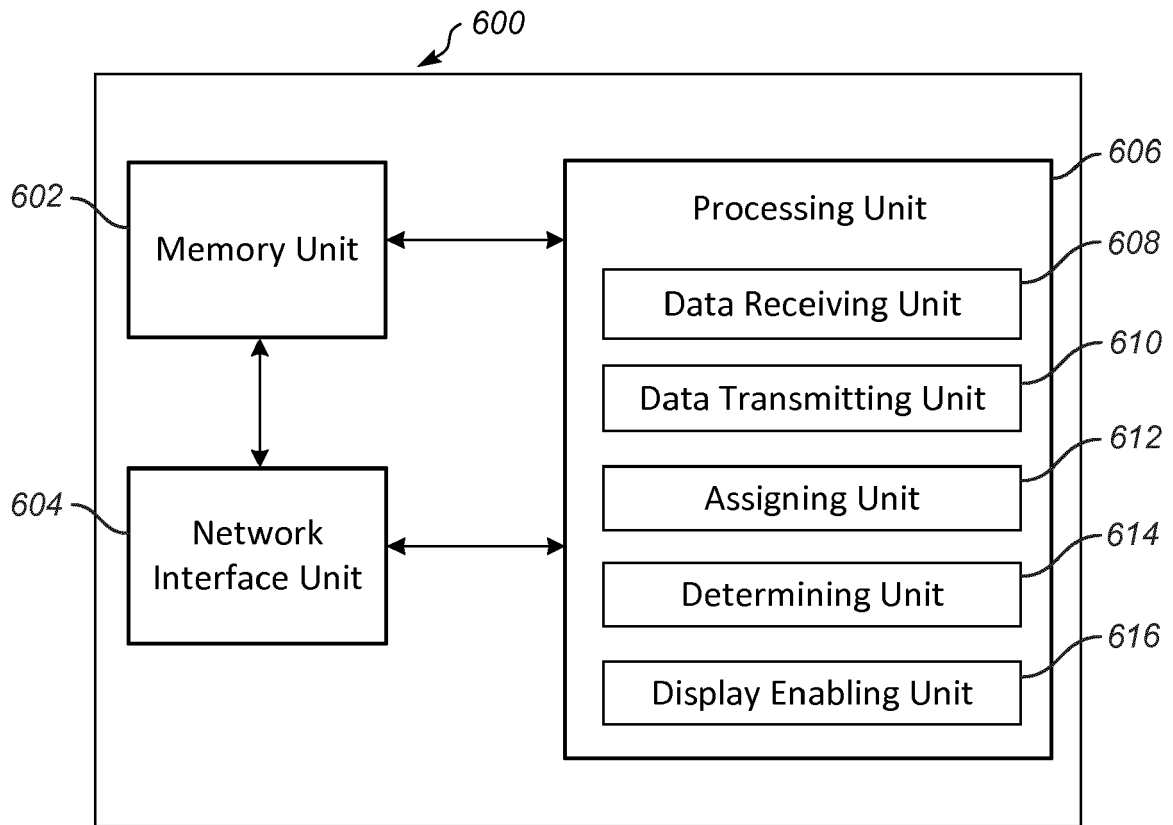 600
606
602
Processing Unit
Memory Unit
608
Data Receiving Unit
610
Data Transmitting Unit
612
604
Assigning Unit
Network
Interface Unit
614
Determining Unit
616
Display Enabling Unit